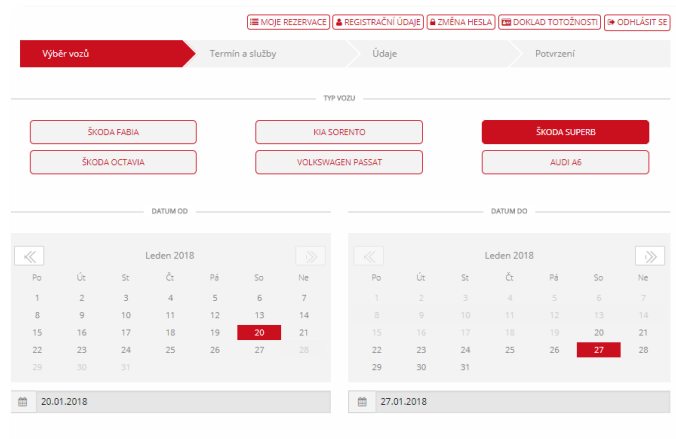 MOJE REZERVACE REGISTRAČNÍ ÚDAJE ZMĚNA HESLA DOKLAD TOTOŽNOSTI ODHLÁSIT SE
Výběr vozů Termín a služby Údaje Potvrzení
TYP VOZU
ŠKODA FABIA KIA SORENTO ŠKODA SUPERB
ŠKODA OCTAVIA VOLKSWAGEN PASSAT AUDI A6
DATUM OD DATUM DO
Leden 2018 Leden 2018
Po Út St Čt Pá So Ne Po Út St Čt Pá So Ne
1 2 3 4 5 6 7 1 2 3 4 5 6 7
8 9 10 11 12 13 14 8 9 10 11 12 13 14
15 16 17 18 19 20 21 15 16 17 18 19 20 21
22 23 24 25 26 27 28 22 23 24 25 26 27 28
29 30 31 29 30 31
20.01.2018 27.01.2018